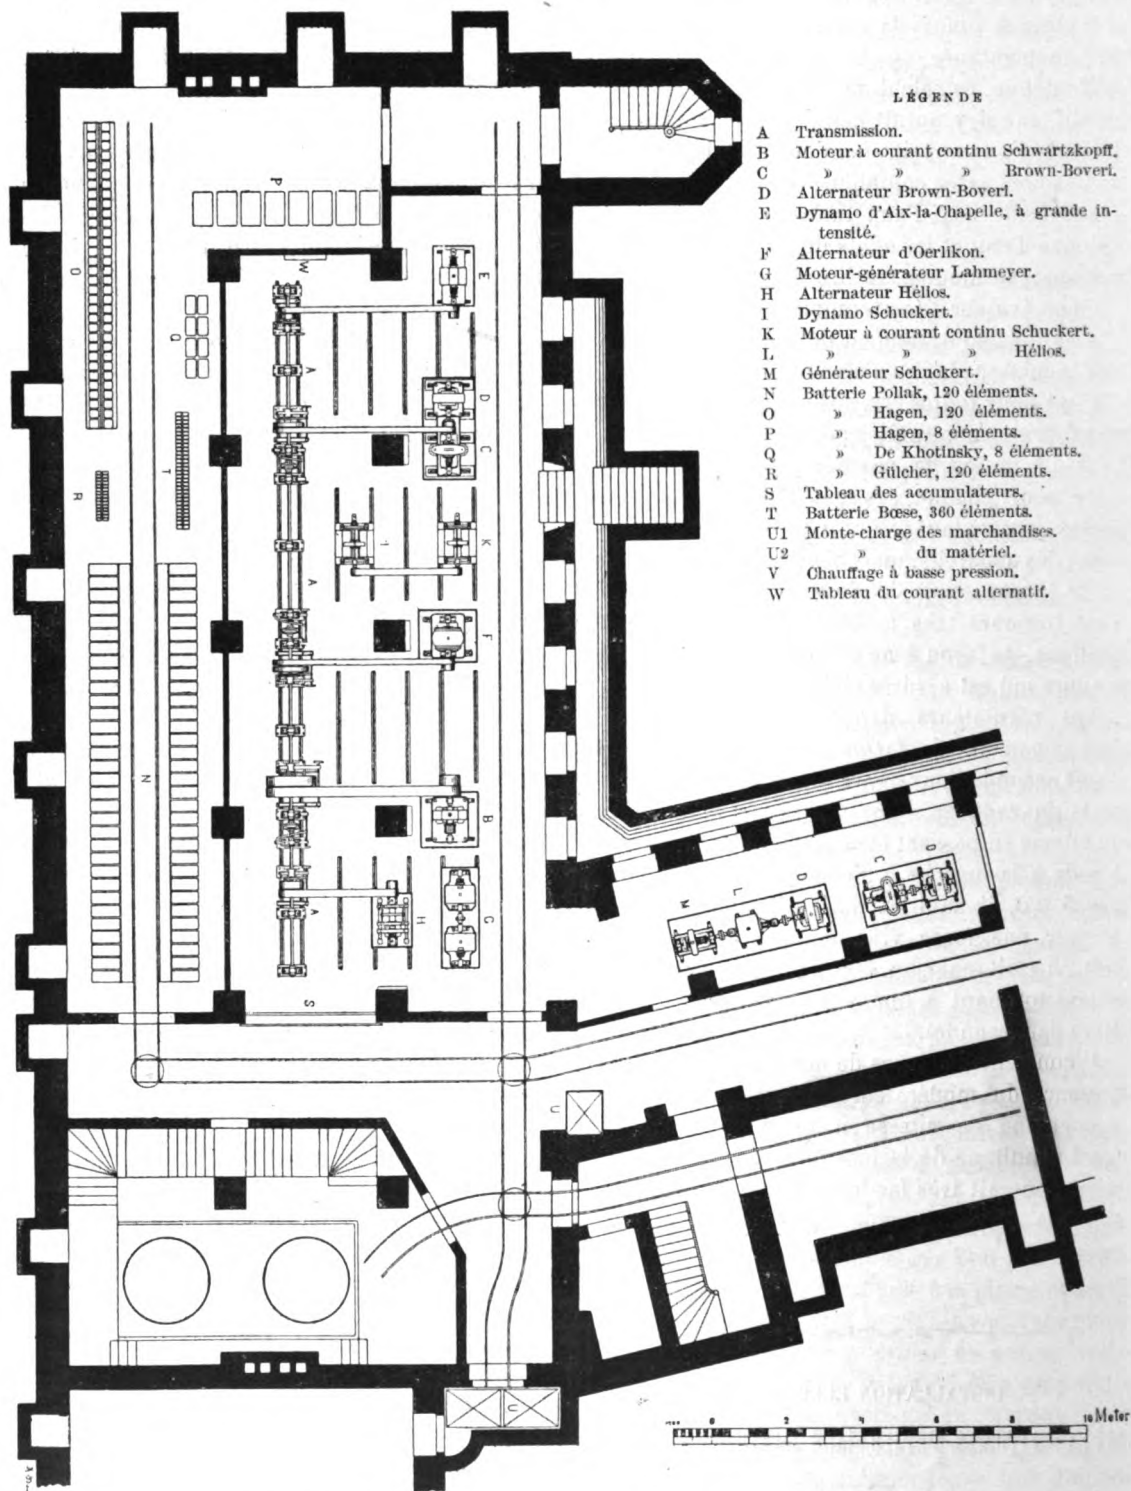 LÉGENDE
A Transmission.
B Moteur à courant continu Schwartzkopff.
C » » » Brown-Boveri.
D Alternateur Brown-Boveri.
E Dynamo d'Aix-la-Chapelle, à grande in-
tensité.
F Alternateur d'Oerlikon.
G Moteur-générateur Lahmeyer.
H Alternateur Hélios.
I Dynamo Schuckert.
K Moteur à courant continu Schuckert.
L » » » Hélios.
M Générateur Schuckert.
N Batterie Pollak, 120 éléments.
O » Hagen, 120 éléments.
P » Hagen, 8 éléments.
Q » De Khotinsky, 8 éléments.
R » Gülcher, 120 éléments.
S Tableau des accumulateurs.
T Batterie Bœse, 360 éléments.
U1 Monte-charge des marchandises.
U2 » du matériel.
V Chauffage à basse pression.
W Tableau du courant alternatif.
P
O
W
E
Q
A
D
C
T
R
I
K
A
F
N
B
A
H
G
S
M
L
D
C
U
U
0 2 4 6 8 10 Meter